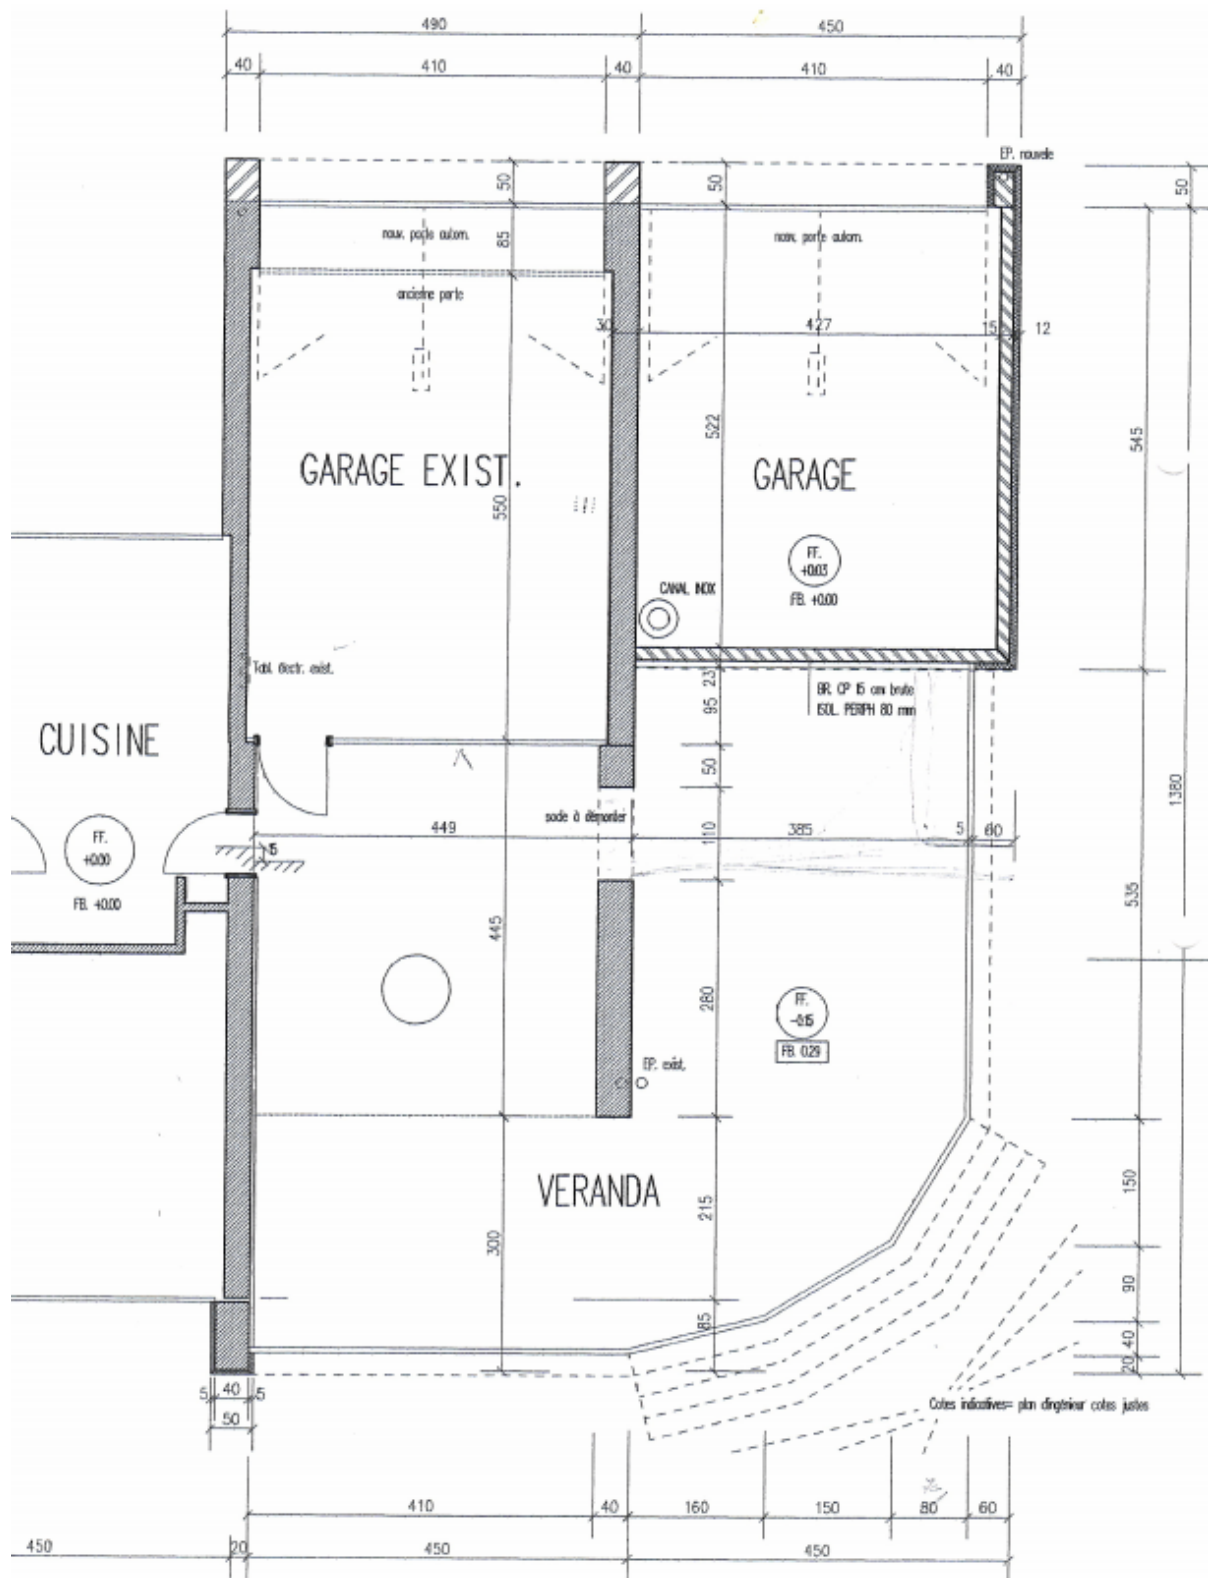 490
450
40
410
40
410
40
EP. nouvele
50
50
50
nouv. porte autom.
85
nouv. porte autom.
ancienne porte
30
427
15
12
GARAGE EXIST.
550
522
GARAGE
545
FF.
+0.03
FB. +0.00
CANAL INOX
Tabl. électr. exist.
23
BR. CP 15 cm brute
ISOL. PERIPH 80 mm
95
CUISINE
50
1380
socle à démonter
449
110
385
5
60
FF.
+0.00
FB. +0.00
15
445
535
280
FF.
-0.15
FB. 0.29
EP. exist.
VERANDA
150
215
300
90
85
40
20
5
40
5
50
Cotes indicatives= plan d'ingénieur cotes justes
410
40
160
150
80
60
450
20
450
450